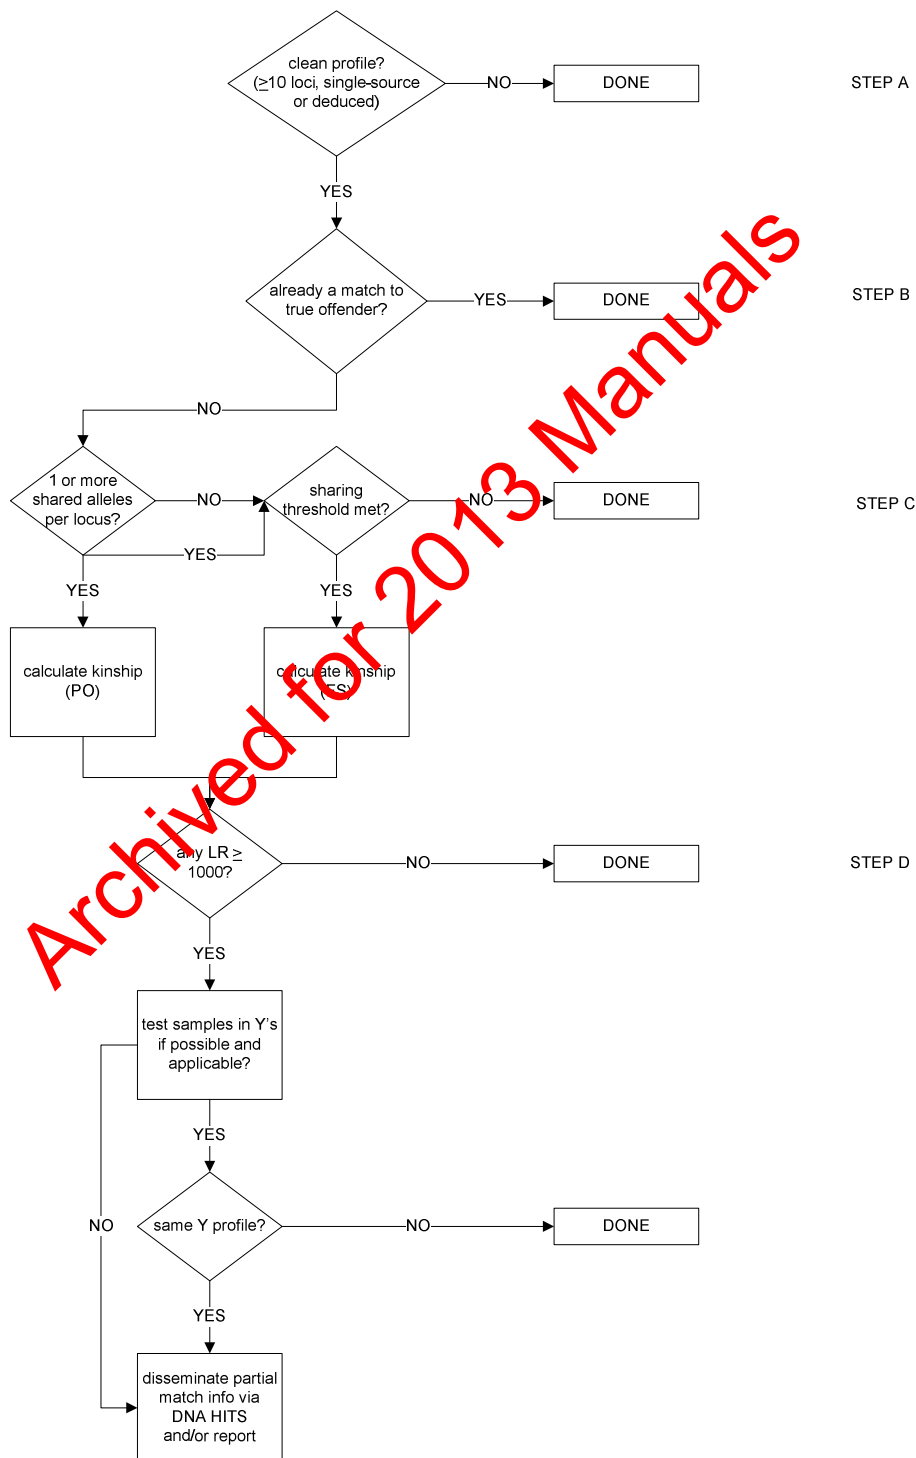 clean profile?
(≥10 loci, single-source
or deduced)
NO
DONE
STEP A
YES
already a match to
true offender?
YES
DONE
STEP B
NO
1 or more
shared alleles
per locus?
NO
sharing
threshold met?
NO
DONE
STEP C
YES
YES
YES
calculate kinship
(PO)
calculate kinship
(FS)
any LR ≥
1000?
NO
DONE
STEP D
YES
test samples in Y's
if possible and
applicable?
YES
NO
same Y profile?
NO
DONE
YES
disseminate partial
match info via
DNA HITS
and/or report
Archived for 2013 Manuals